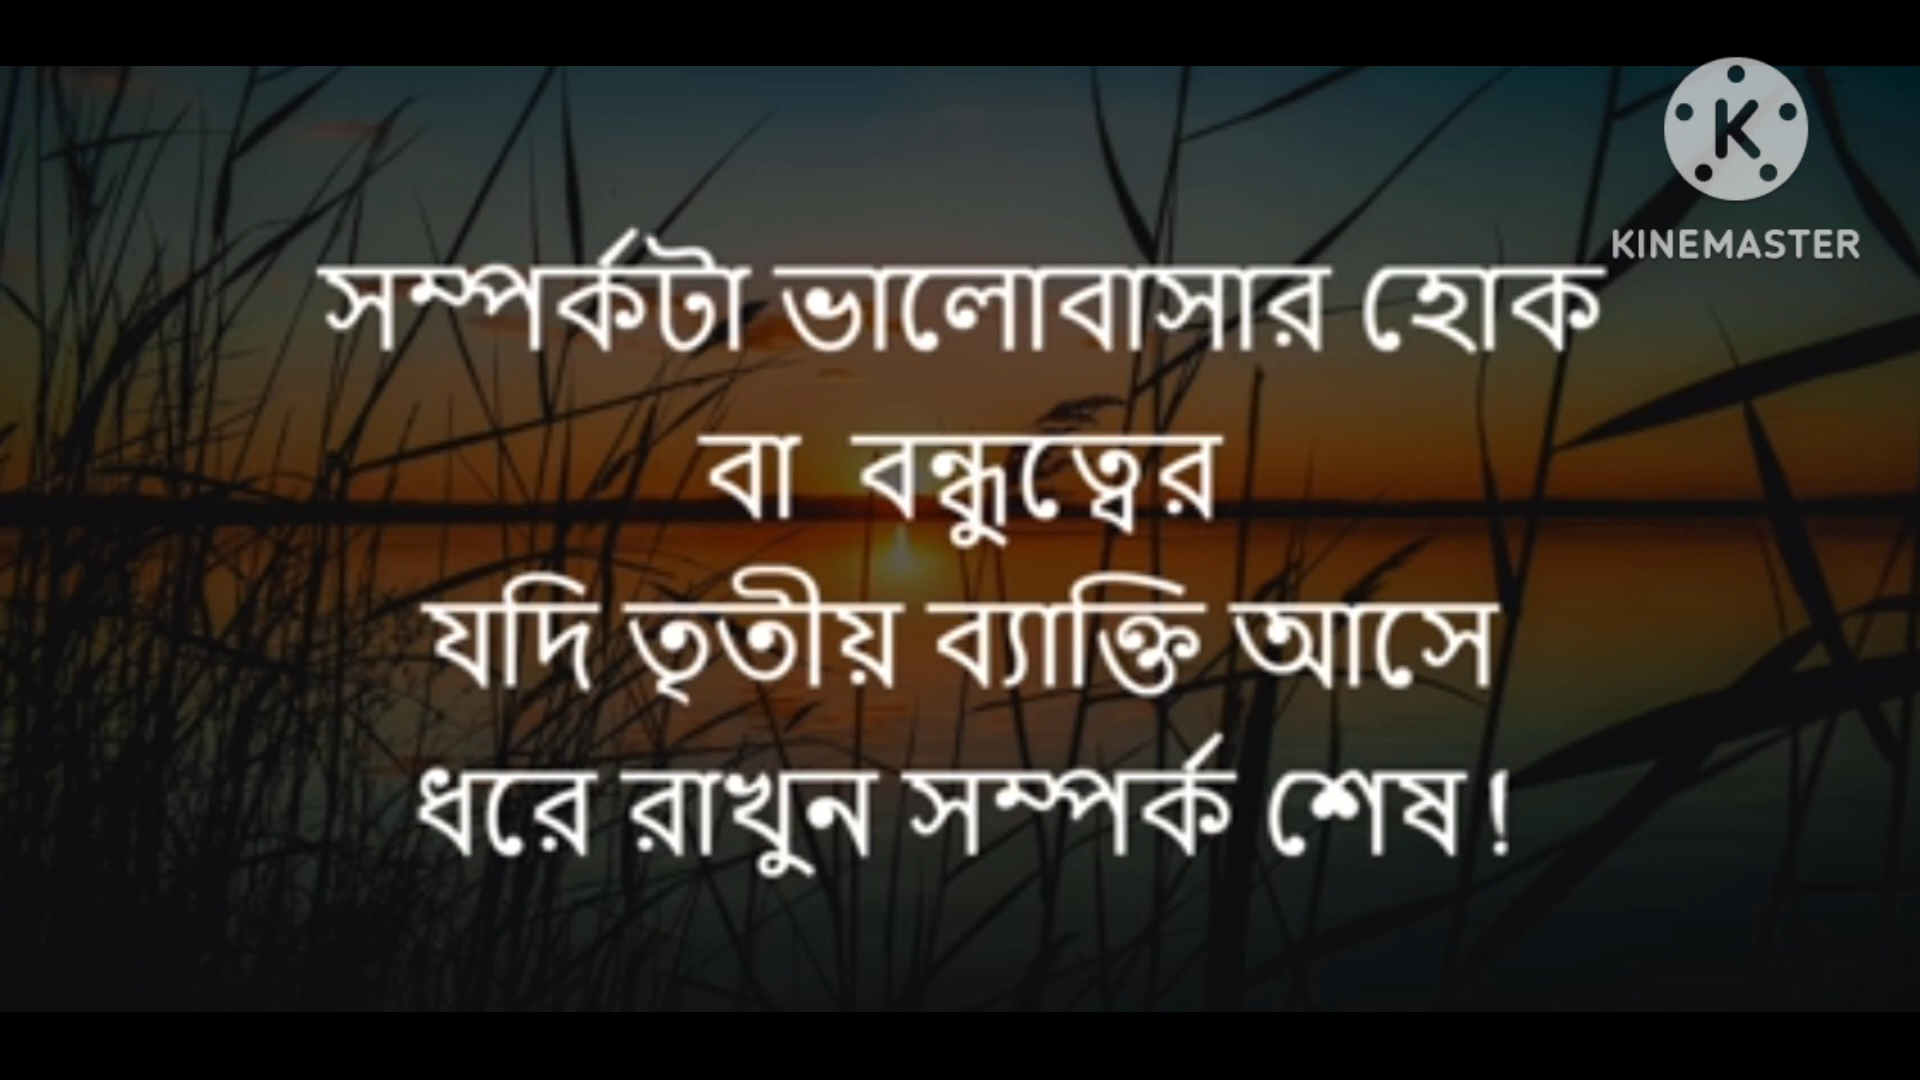 KINEMASTER
সম্পর্কটা ভালোবাসার হোক
বা বন্ধুত্বের
যদি তৃতীয় ব্যাক্তি আসে
ধরে রাখুন সম্পর্ক শেষ!